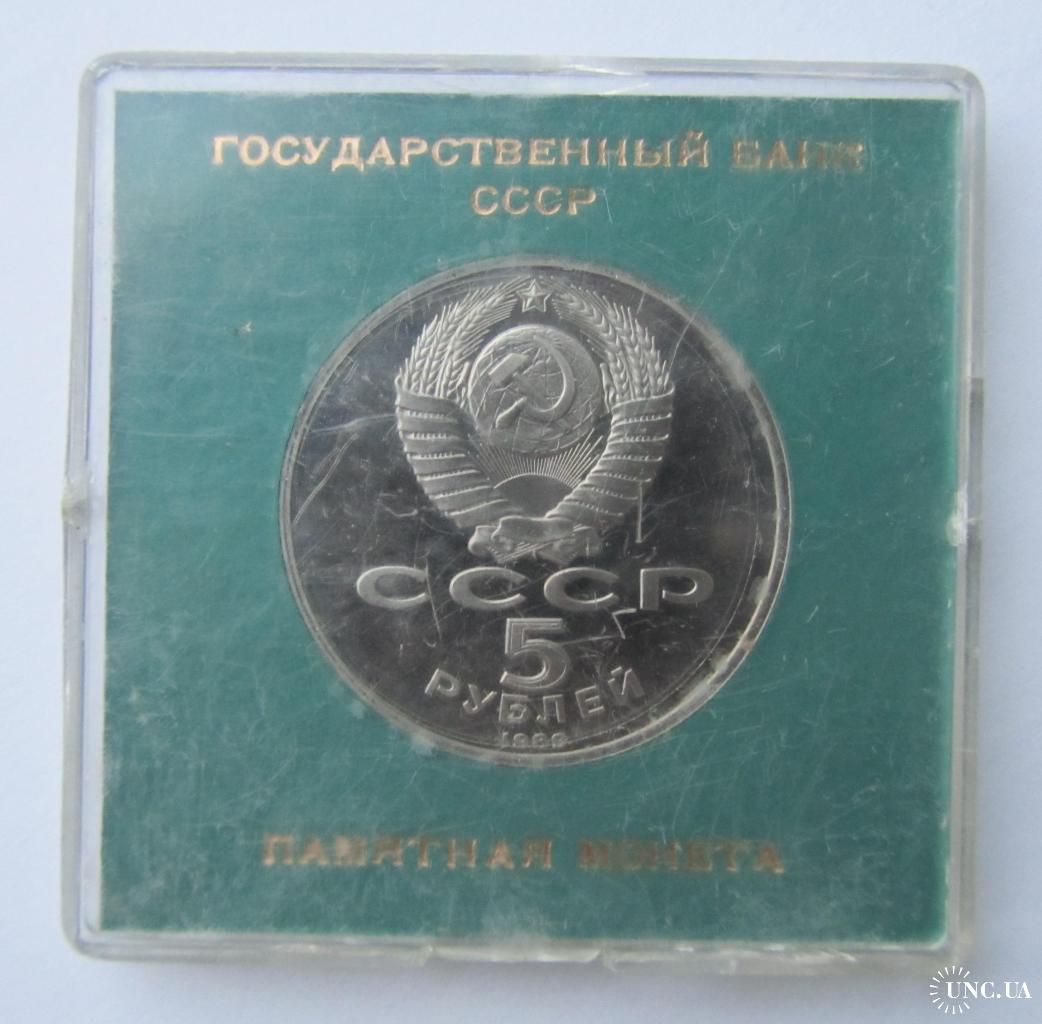 ГОСУДАРСТВЕННЫЙ БАНК
СССР
СССР
5
РУБЛЕЙ
ПАМЯТНАЯ МОНЕТА
UNC.UA